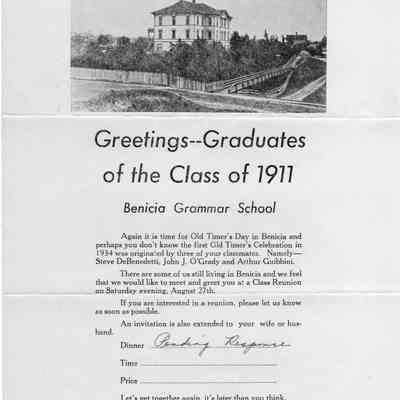 Greetings--Graduates
of the Class of 1911
Benicia Grammar School
Again it is time for Old Timer's Day in Benicia and
perhaps you don't know the first Old Timer's Celebration in
1934 was originated by three of your classmates. Namely—
Steve DeBenedetti, John J. O'Grady and Arthur Guibbini.
There are some of us still living in Benicia and we feel
that we would like to meet and greet you at a Class Reunion
on Saturday evening, August 27th.
If you are interested in a reunion, please let us know
as soon as possible.
An invitation is also extended to your wife or hus-
band.
Dinner Pending Response
Time
Price
Let's get together again, it's later than you think.